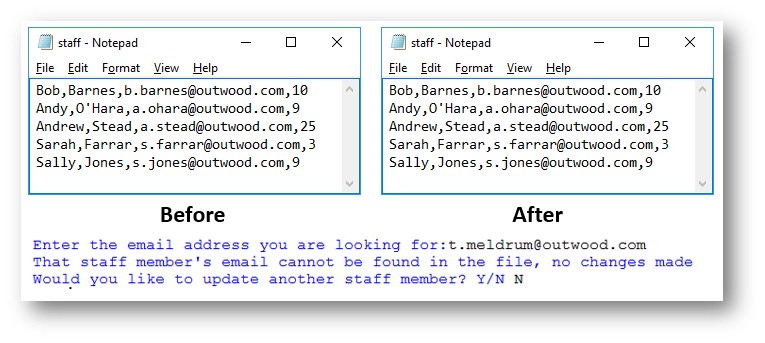 staff - Notepad
File Edit Format View Help
Bob,Barnes,b.barnes@outwood.com,10
Andy,O'Hara,a.ohara@outwood.com,9
Andrew,Stead,a.stead@outwood.com,25
Sarah,Farrar,s.farrar@outwood.com,3
Sally,Jones,s.jones@outwood.com,9
Before
staff - Notepad
File Edit Format View Help
Bob,Barnes,b.barnes@outwood.com,10
Andy,O'Hara,a.ohara@outwood.com,9
Andrew,Stead,a.stead@outwood.com,25
Sarah,Farrar,s.farrar@outwood.com,3
Sally,Jones,s.jones@outwood.com,9
After
Enter the email address you are looking for:t.meldrum@outwood.com
That staff member's email cannot be found in the file, no changes made
Would you like to update another staff member? Y/N N